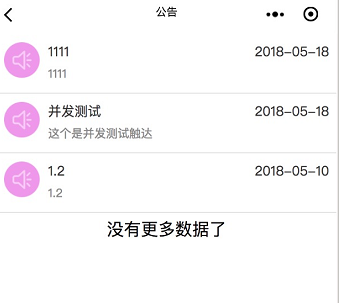 公告
1111 2018-05-18
1111
并发测试 2018-05-18
这个是并发测试触达
1.2 2018-05-10
1.2
没有更多数据了